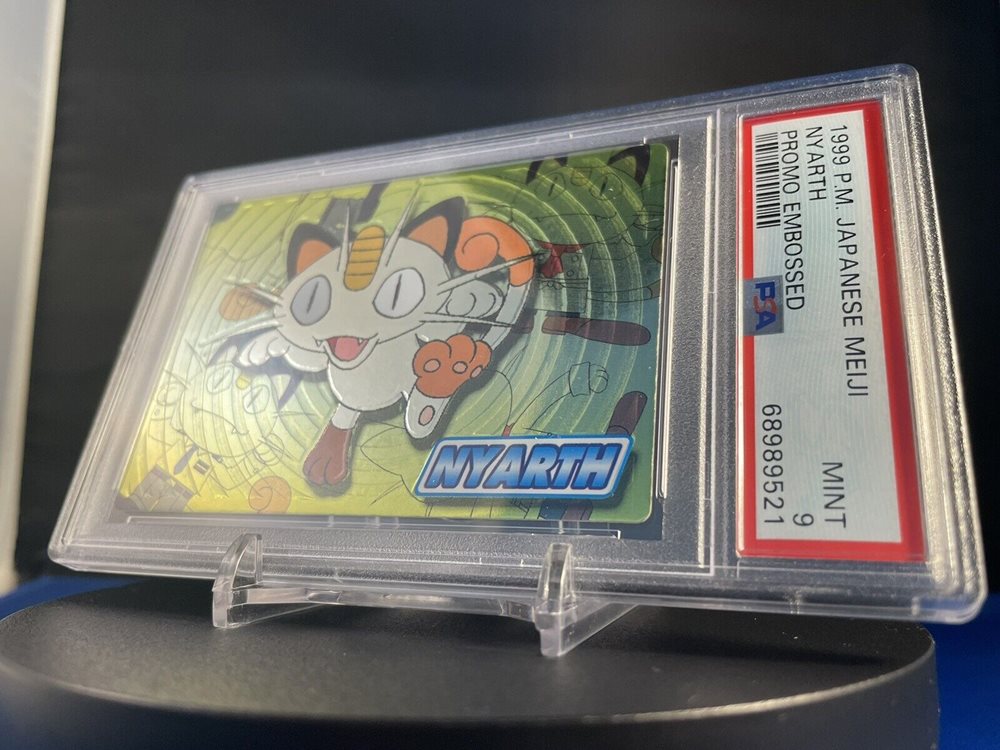 1999 P.M. JAPANESE MEIJI
NYARTH
MINT
PROMO EMBOSSED
9
PSA
68989521
NYARTH